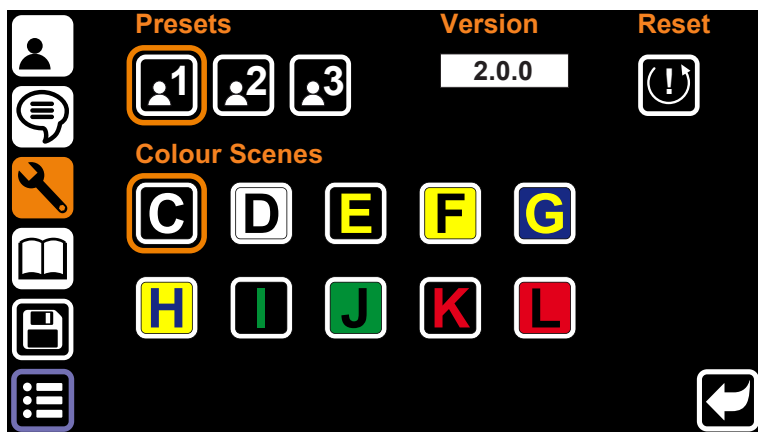 Presets Version Reset
1 2 3 2.0.0 !
Colour Scenes
C D E F G
H I J K L